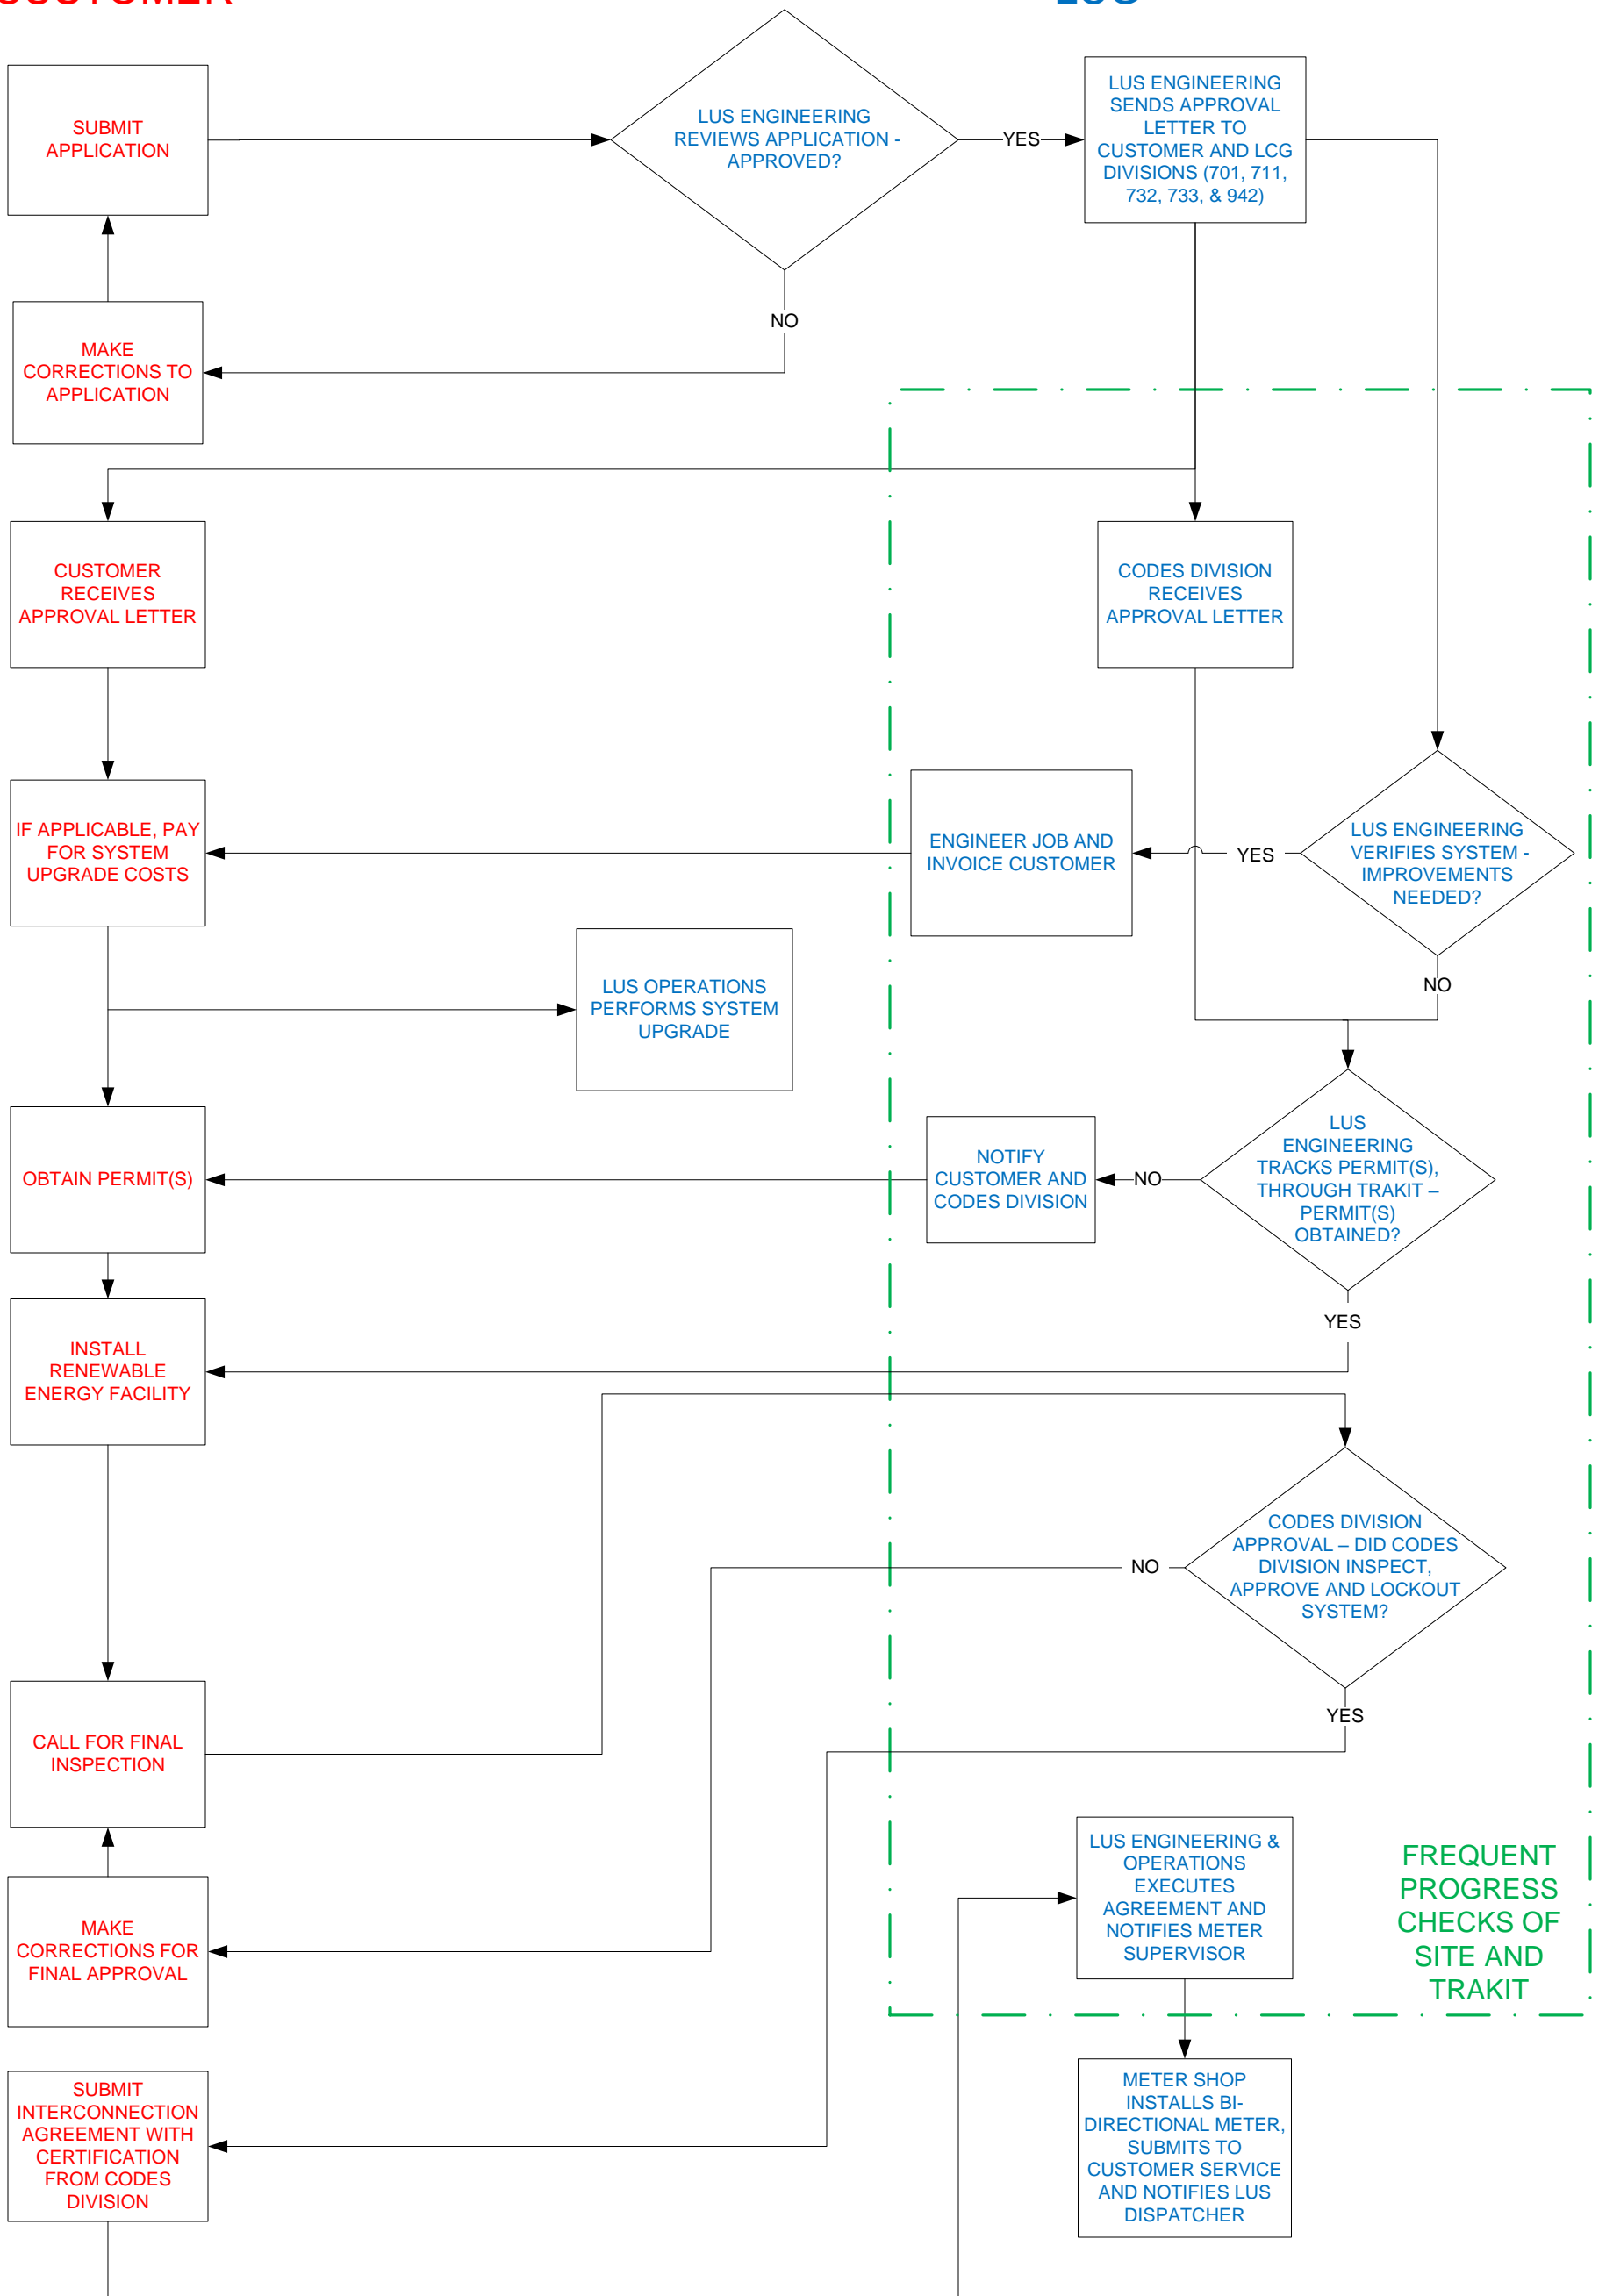 SUBMIT
APPLICATION
LUS ENGINEERING
REVIEWS APPLICATION -
APPROVED?
YES
LUS ENGINEERING
SENDS APPROVAL
LETTER TO
CUSTOMER AND LCG
DIVISIONS (701, 711,
732, 733, & 942)
NO
MAKE
CORRECTIONS TO
APPLICATION
CUSTOMER
RECEIVES
APPROVAL LETTER
CODES DIVISION
RECEIVES
APPROVAL LETTER
IF APPLICABLE, PAY
FOR SYSTEM
UPGRADE COSTS
ENGINEER JOB AND
INVOICE CUSTOMER
YES
LUS ENGINEERING
VERIFIES SYSTEM -
IMPROVEMENTS
NEEDED?
NO
LUS OPERATIONS
PERFORMS SYSTEM
UPGRADE
OBTAIN PERMIT(S)
NOTIFY
CUSTOMER AND
CODES DIVISION
NO
LUS
ENGINEERING
TRACKS PERMIT(S),
THROUGH TRAKIT –
PERMIT(S)
OBTAINED?
YES
INSTALL
RENEWABLE
ENERGY FACILITY
CODES DIVISION
APPROVAL – DID CODES
DIVISION INSPECT,
APPROVE AND LOCKOUT
SYSTEM?
NO
YES
CALL FOR FINAL
INSPECTION
MAKE
CORRECTIONS FOR
FINAL APPROVAL
LUS ENGINEERING &
OPERATIONS
EXECUTES
AGREEMENT AND
NOTIFIES METER
SUPERVISOR
FREQUENT
PROGRESS
CHECKS OF
SITE AND
TRAKIT
SUBMIT
INTERCONNECTION
AGREEMENT WITH
CERTIFICATION
FROM CODES
DIVISION
METER SHOP
INSTALLS BI-
DIRECTIONAL METER,
SUBMITS TO
CUSTOMER SERVICE
AND NOTIFIES LUS
DISPATCHER